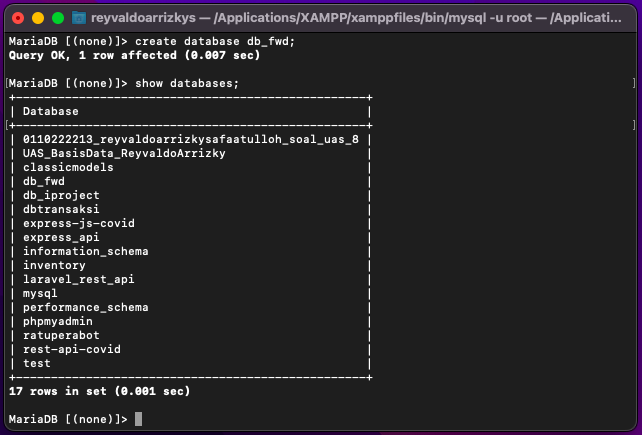 reyvaldoarrizkys — /Applications/XAMPP/xamppfiles/bin/mysql -u root — /Applicati...
MariaDB [(none)]> create database db_fwd;
Query OK, 1 row affected (0.007 sec)
[MariaDB [(none)]> show databases; ]
+--------------------------------------------------+
| Database |
[+--------------------------------------------------+ ]
| 0110222213_reyvaldoarrizkysafaatulloh_soal_uas_8 |
| UAS_BasisData_ReyvaldoArrizky |
| classicmodels |
| db_fwd |
| db_iproject |
| dbtransaksi |
| express-js-covid |
| express_api |
| information_schema |
| inventory |
| laravel_rest_api |
| mysql |
| performance_schema |
| phpmyadmin |
| ratuperabot |
| rest-api-covid |
| test |
+--------------------------------------------------+
17 rows in set (0.001 sec)
MariaDB [(none)]>